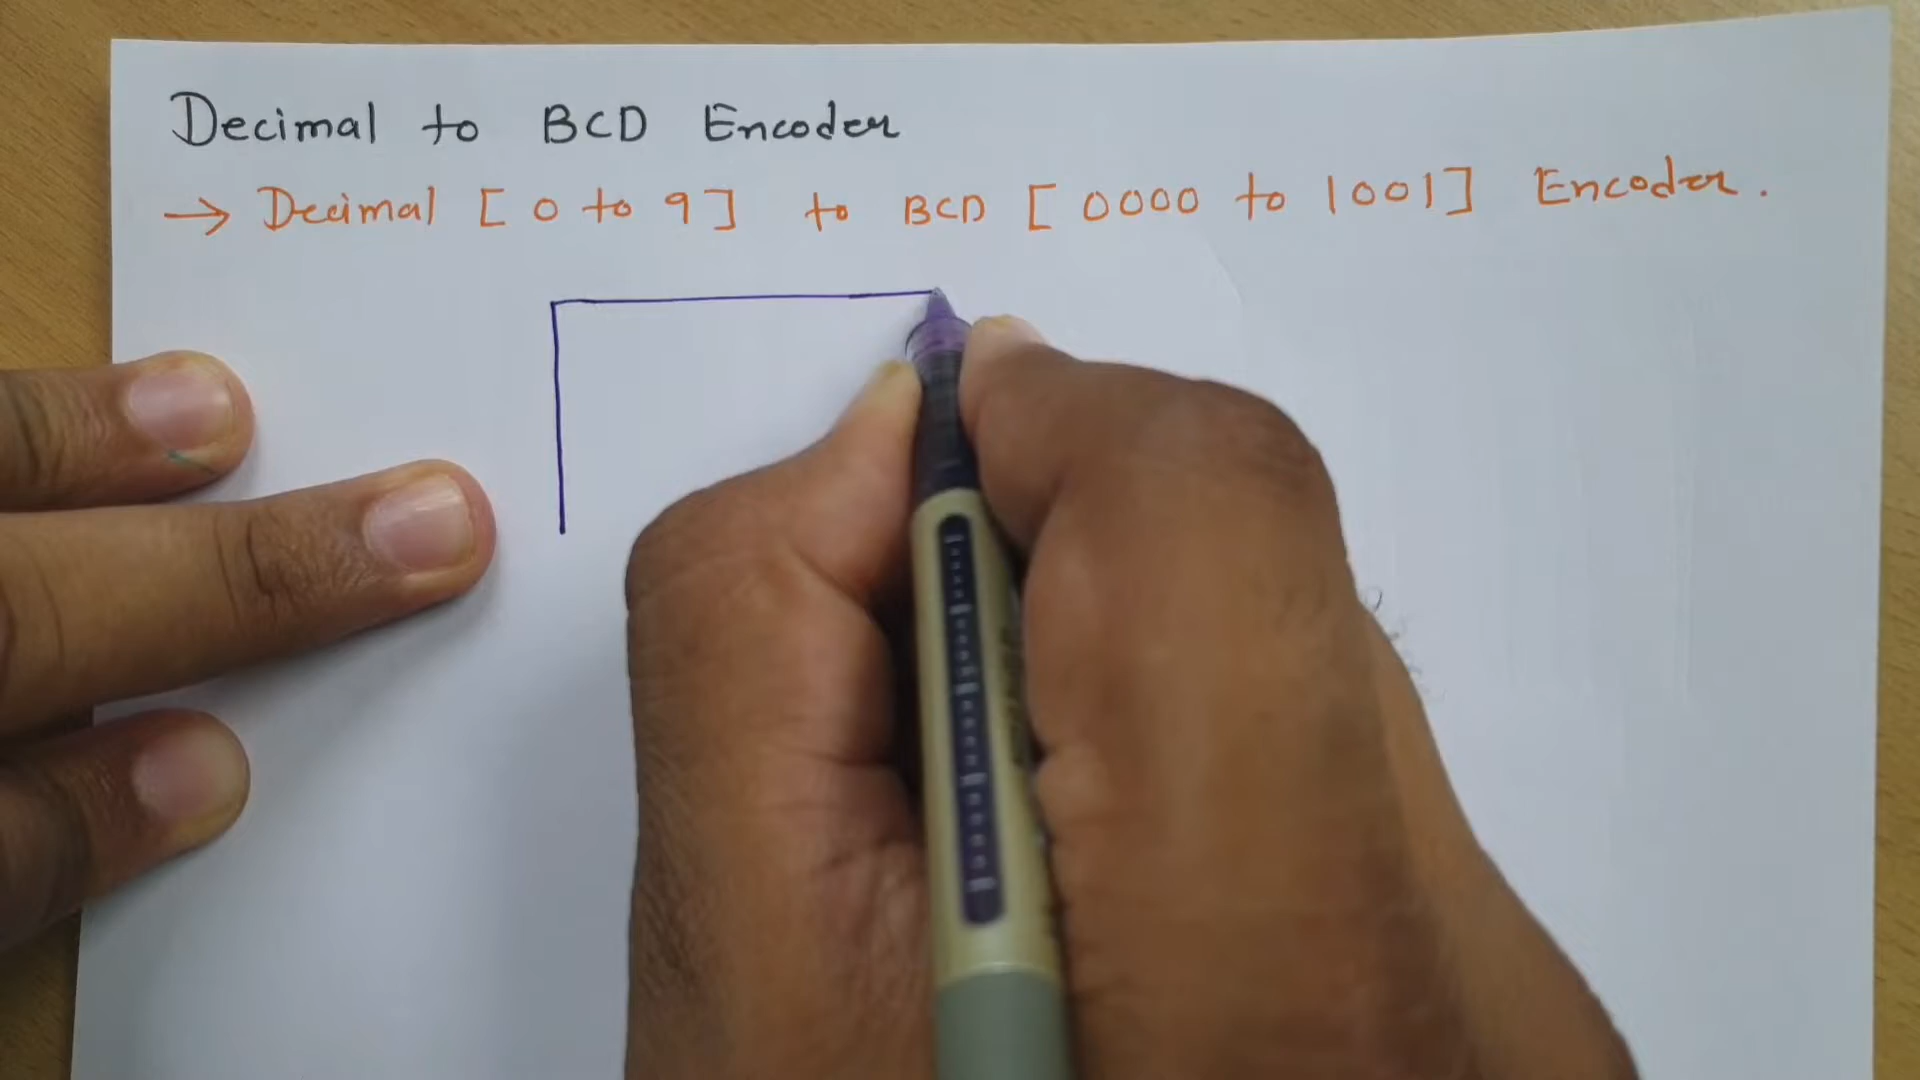 Decimal to BCD Encoder
→ Decimal [ 0 to 9 ] to BCD [ 0000 to 1001 ] Encoder.